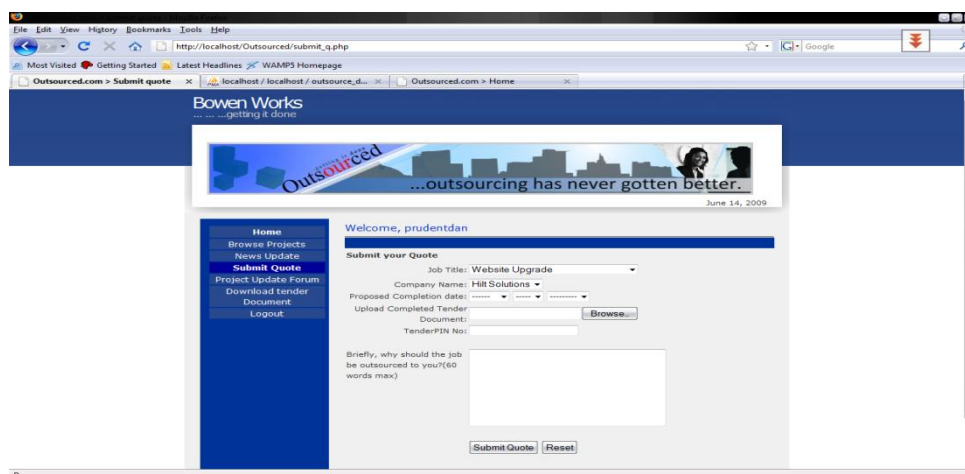 File Edit View History Bookmarks Tools Help
http://localhost/Outsourced/submit_q.php
Google
Most Visited Getting Started Latest Headlines WAMP5 Homepage
Outsourced.com > Submit quote
localhost / localhost / outsource_d...
Outsourced.com > Home
Bowen Works
... ... ...getting it done
Outsourced
...outsourcing has never gotten better.
June 14, 2009
Home
Browse Projects
News Update
Submit Quote
Project Update Forum
Download tender
Document
Logout
Welcome, prudentdan
Submit your Quote
Job Title: Website Upgrade
Company Name: Hilt Solutions
Proposed Completion date: ------ ----- ---------
Upload Completed Tender
Document:
Browse..
TenderPIN No:
Briefly, why should the job
be outsourced to you?(60
words max)
Submit Quote Reset